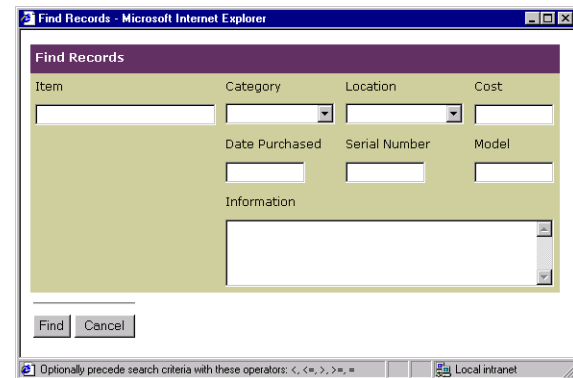 Find Records - Microsoft Internet Explorer
Find Records
Item Category Location Cost
Date Purchased Serial Number Model
Information
Find Cancel
Optionally precede search criteria with these operators: <, <=, >, >=, = Local intranet